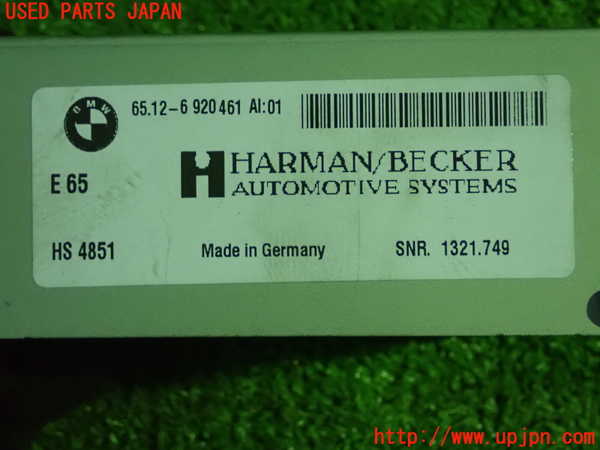 USED PARTS JAPAN
BMW
65.12-6 920 461 AI:01
E 65
HARMAN/BECKER
AUTOMOTIVE SYSTEMS
HS 4851
Made in Germany
SNR. 1321.749
http://www.upjpn.com